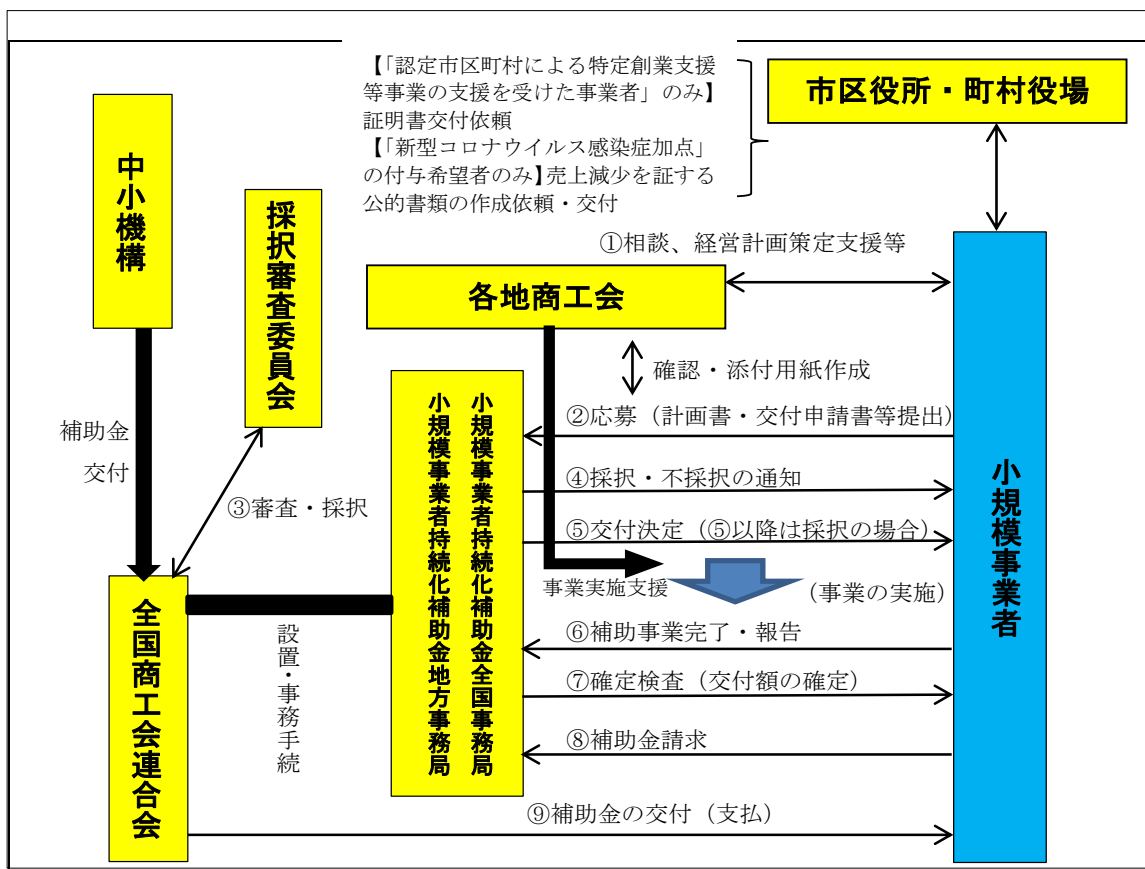 【「認定市区町村による特定創業支援
等事業の支援を受けた事業者」のみ】
証明書交付依頼
【「新型コロナウイルス感染症加点」
の付与希望者のみ】売上減少を証する
公的書類の作成依頼・交付
市区役所・町村役場
中小機構
採択審査委員会
①相談、経営計画策定支援等
各地商工会
確認・添付用紙作成
②応募（計画書・交付申請書等提出）
補助金
交付
③審査・採択
④採択・不採択の通知
⑤交付決定（⑤以降は採択の場合）
事業実施支援
（事業の実施）
小規模事業者持続化補助金全国事務局
小規模事業者持続化補助金地方事務局
小規模事業者
全国商工会連合会
設置・事務手続
⑥補助事業完了・報告
⑦確定検査（交付額の確定）
⑧補助金請求
⑨補助金の交付（支払）